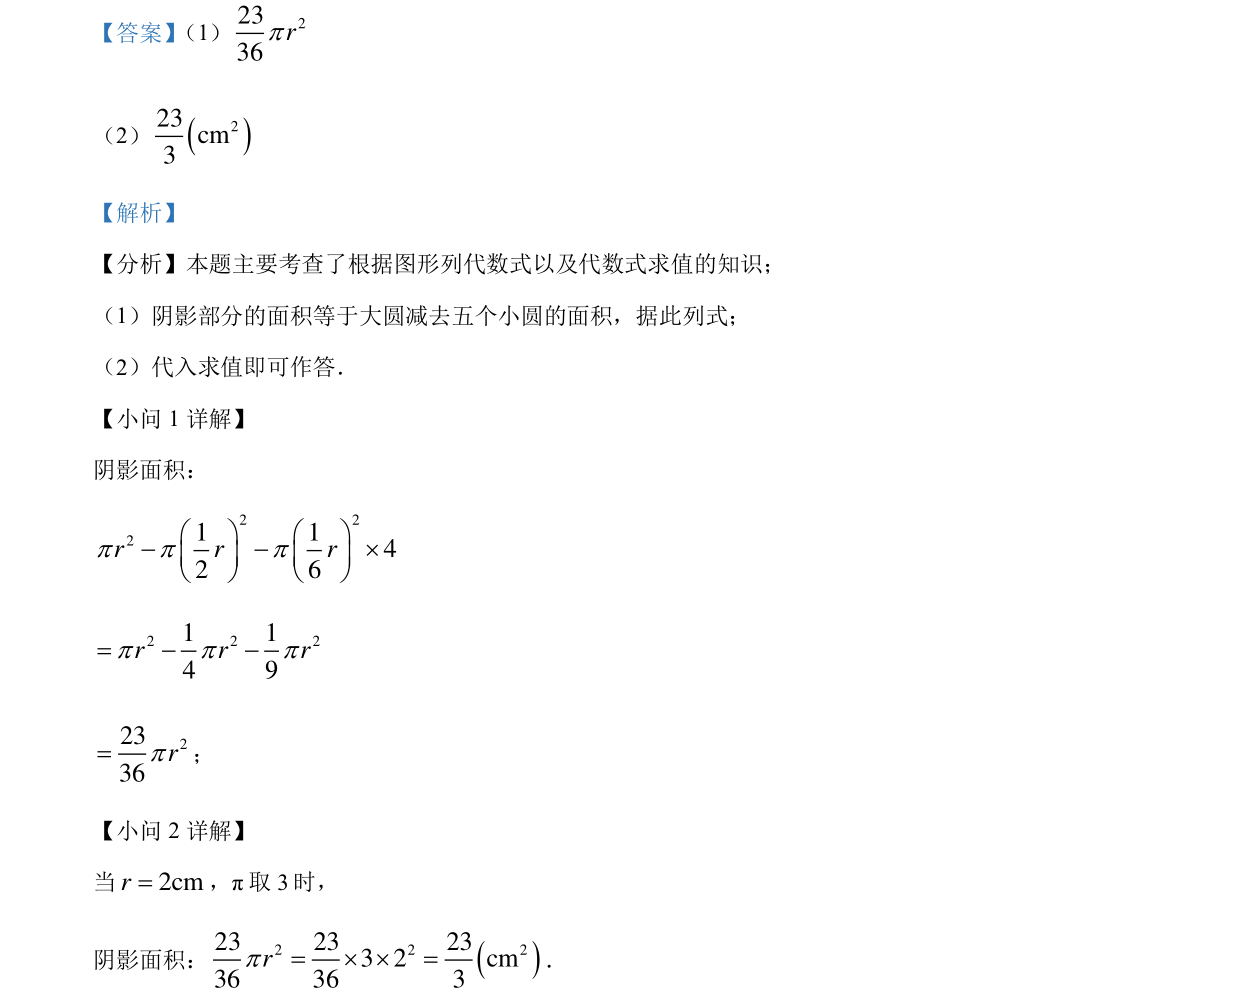 【答案】（1）$\frac{23}{36}\pi r^2$
（2）$\frac{23}{3}\left(\mathrm{cm}^2\right)$
【解析】
【分析】本题主要考查了根据图形列代数式以及代数式求值的知识；
（1）阴影部分的面积等于大圆减去五个小圆的面积，据此列式；
（2）代入求值即可作答．
【小问 1 详解】
阴影面积：
$\pi r^2-\pi\left(\frac{1}{2}r\right)^2-\pi\left(\frac{1}{6}r\right)^2\times 4$
$=\pi r^2-\frac{1}{4}\pi r^2-\frac{1}{9}\pi r^2$
$=\frac{23}{36}\pi r^2$；
【小问 2 详解】
当 $r=2\mathrm{cm}$，π 取 3 时，
阴影面积：$\frac{23}{36}\pi r^2=\frac{23}{36}\times 3\times 2^2=\frac{23}{3}\left(\mathrm{cm}^2\right)$．